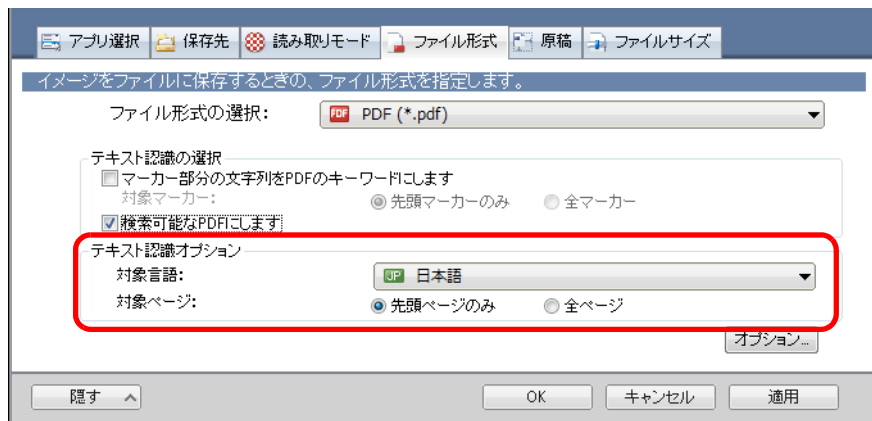 アプリ選択 保存先 読み取りモード ファイル形式 原稿 ファイルサイズ
イメージをファイルに保存するときの、ファイル形式を指定します。
ファイル形式の選択: PDF PDF (*.pdf)
テキスト認識の選択
マーカー部分の文字列をPDFのキーワードにします
対象マーカー: 先頭マーカーのみ 全マーカー
検索可能なPDFにします
テキスト認識オプション
対象言語: JP 日本語
対象ページ: 先頭ページのみ 全ページ
オプション...
隠す OK キャンセル 適用